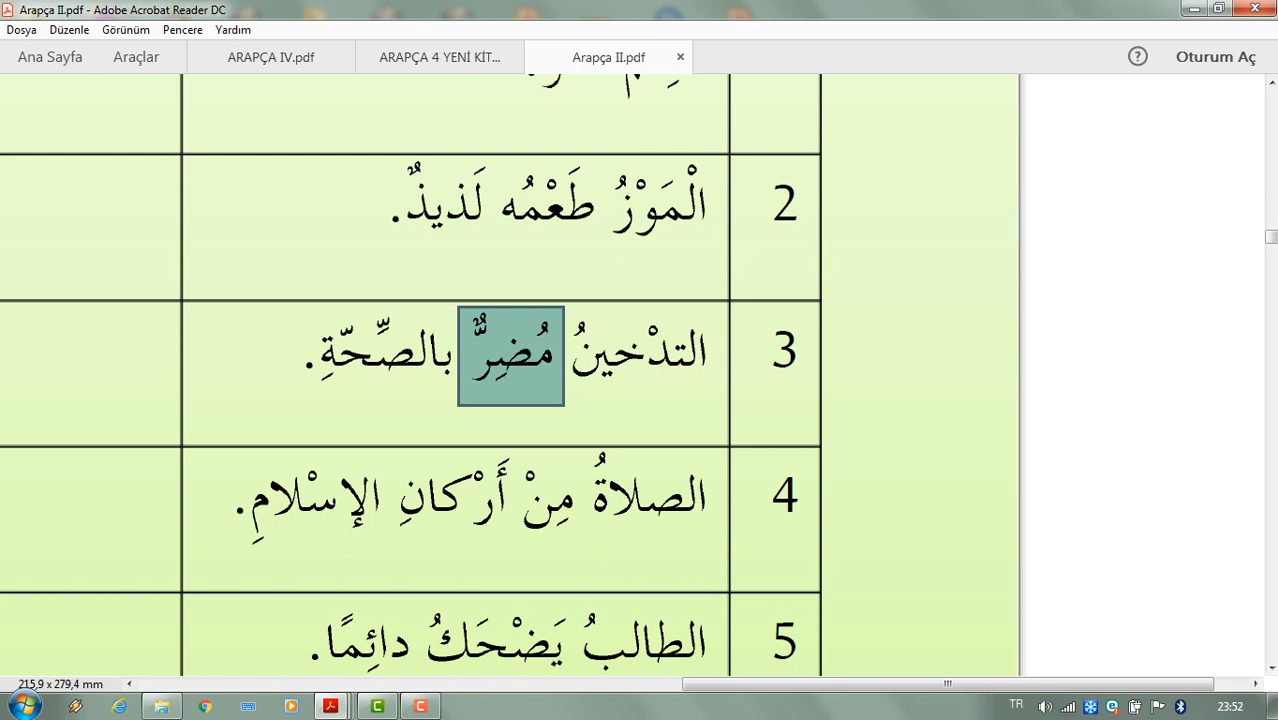 Arapça II.pdf - Adobe Acrobat Reader DC
Dosya Düzenle Görünüm Pencere Yardım
Ana Sayfa Araçlar ARAPÇA IV.pdf ARAPÇA 4 YENİ KİT... Arapça II.pdf × ? Oturum Aç
2 الْمَوْزُ طَعْمُه لَذيذٌ.
3 التدْخينُ مُضِرٌّ بالصِّحّةِ.
4 الصلاةُ مِنْ أَرْكانِ الإسْلامِ.
5 الطالبُ يَضْحَكُ دائِمًا.
215,9 x 279,4 mm
TR 23:52